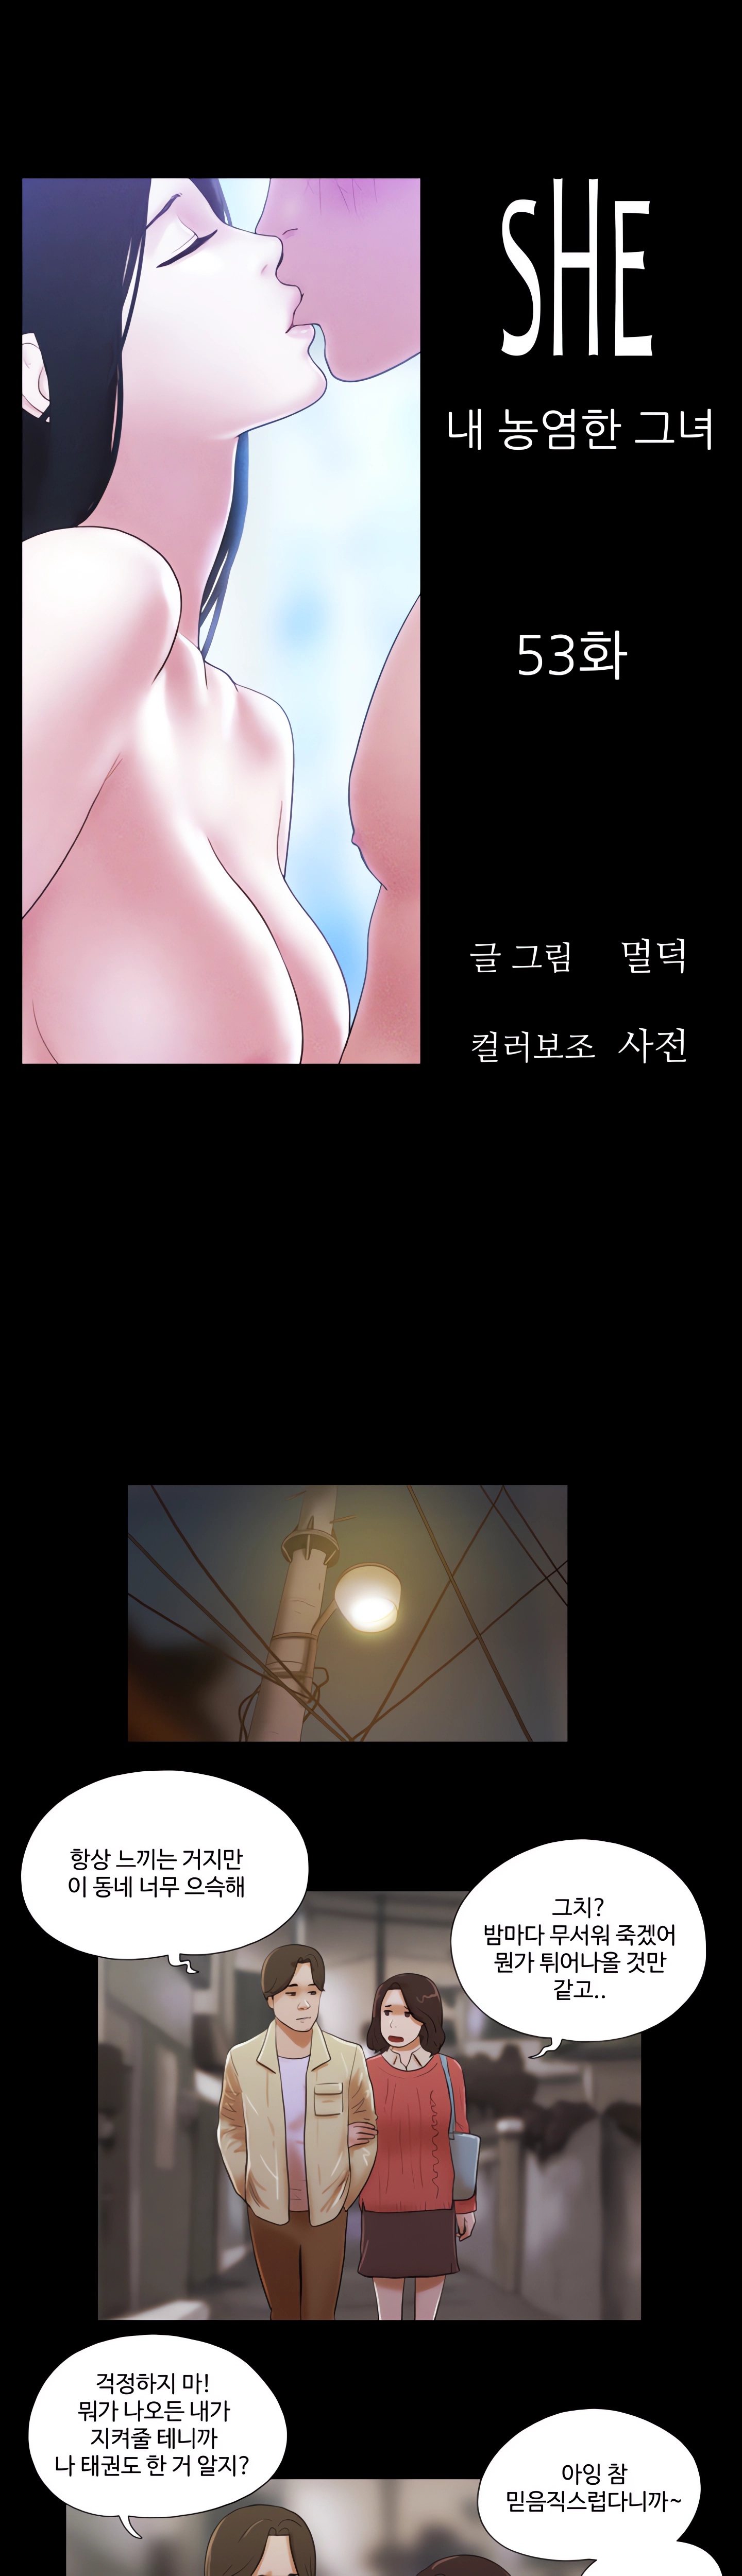 SHE
내 농염한 그녀
53화
글 그림 멀덕
컬러보조 사전
항상 느끼는 거지만
이 동네 너무 으슥해
그치?
밤마다 무서워 죽겠어
뭔가 튀어나올 것만
같고..
걱정하지 마!
뭐가 나오든 내가
지켜줄 테니까
나 태권도 한 거 알지?
아잉 참
믿음직스럽다니까~